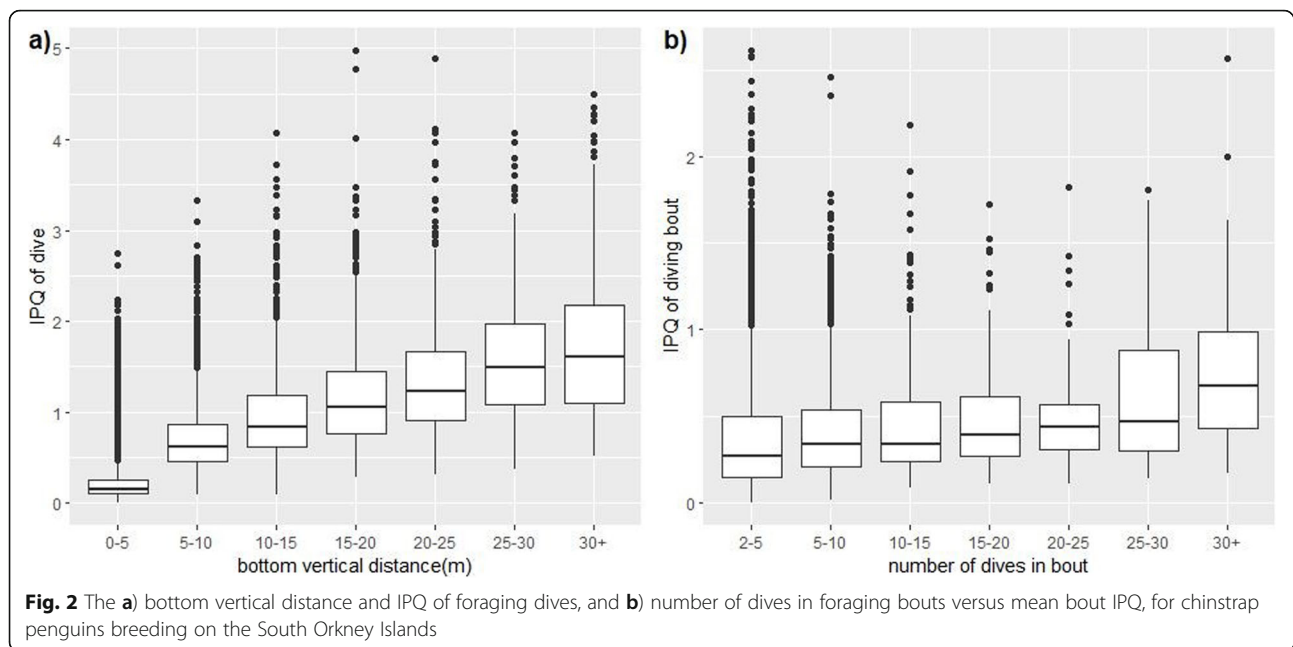 a)
5
4
3
2
1
0
IPQ of dive
0-5 5-10 10-15 15-20 20-25 25-30 30+
bottom vertical distance(m)
b)
2
1
0
IPQ of diving bout
2-5 5-10 10-15 15-20 20-25 25-30 30+
number of dives in bout
Fig. 2 The a) bottom vertical distance and IPQ of foraging dives, and b) number of dives in foraging bouts versus mean bout IPQ, for chinstrap
penguins breeding on the South Orkney Islands